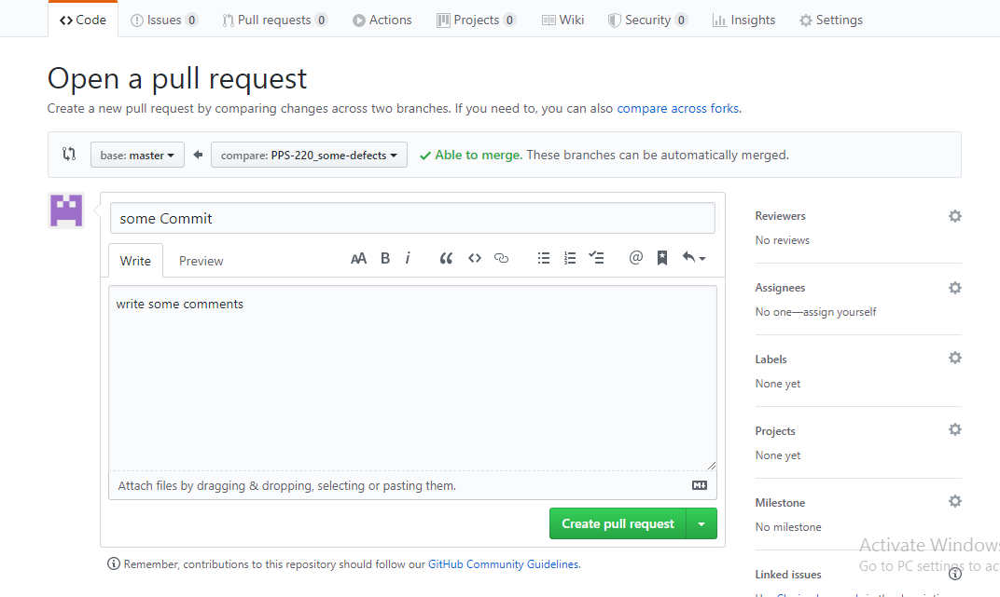 Code Issues 0 Pull requests 0 Actions Projects 0 Wiki Security 0 Insights Settings
Open a pull request
Create a new pull request by comparing changes across two branches. If you need to, you can also compare across forks.
base: master compare: PPS-220_some-defects Able to merge. These branches can be automatically merged.
some Commit
Write Preview AA B i
write some comments
Attach files by dragging & dropping, selecting or pasting them.
Create pull request
Remember, contributions to this repository should follow our GitHub Community Guidelines.
Reviewers
No reviews
Assignees
No one—assign yourself
Labels
None yet
Projects
None yet
Milestone
No milestone
Linked issues
Activate Windows
Go to PC settings to ac